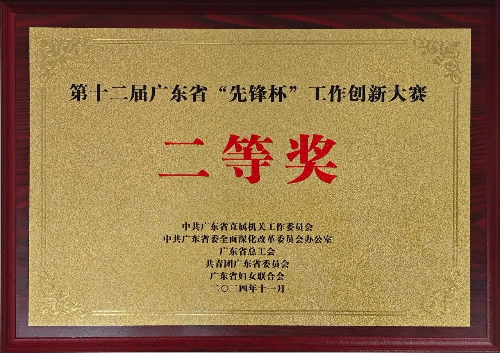 第十二届广东省“先锋杯”工作创新大赛
二等奖
中共广东省直属机关工作委员会
中共广东省委全面深化改革委员会办公室
广东省总工会
共青团广东省委员会
广东省妇女联合会
二〇二四年十一月